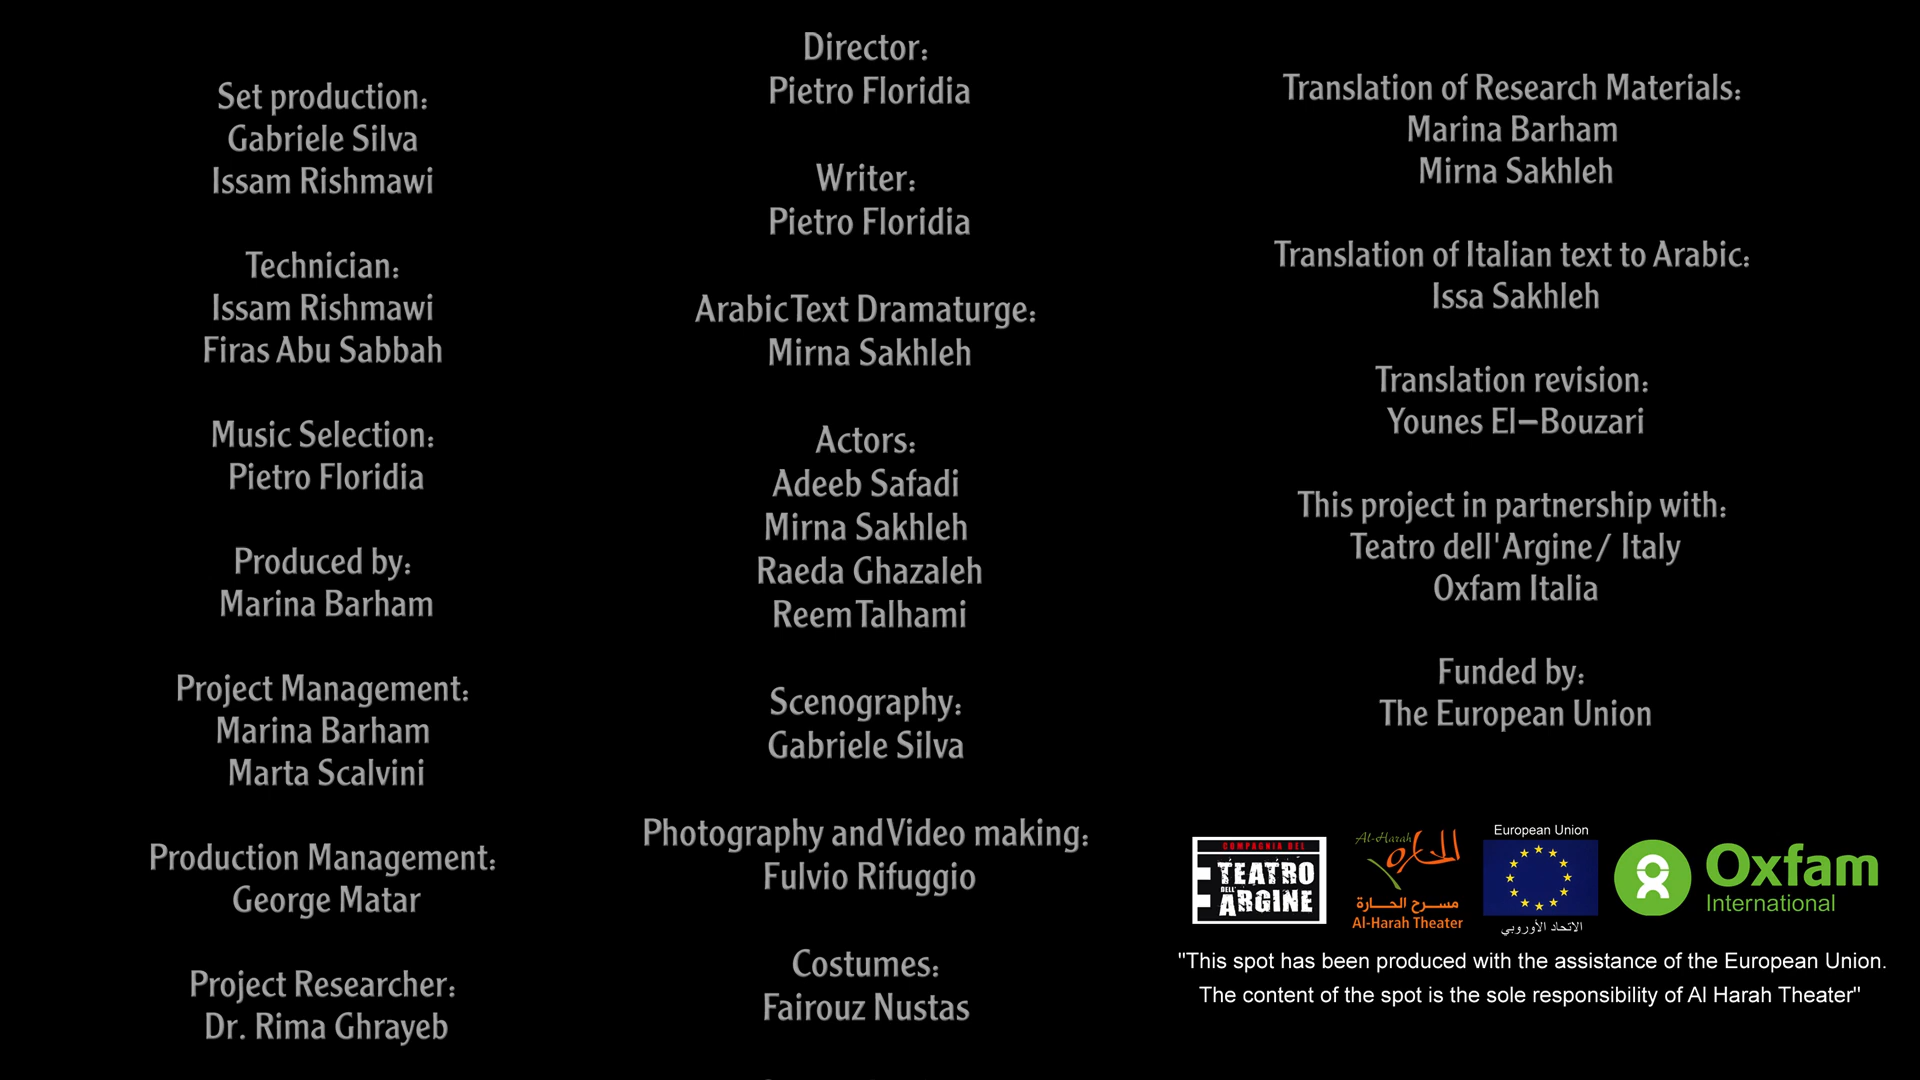 Set production:
Gabriele Silva
Issam Rishmawi
Technician:
Issam Rishmawi
Firas Abu Sabbah
Music Selection:
Pietro Floridia
Produced by:
Marina Barham
Project Management:
Marina Barham
Marta Scalvini
Production Management:
George Matar
Project Researcher:
Dr. Rima Ghrayeb
Director:
Pietro Floridia
Writer:
Pietro Floridia
Arabic Text Dramaturge:
Mirna Sakhleh
Actors:
Adeeb Safadi
Mirna Sakhleh
Raeda Ghazaleh
Reem Talhami
Scenography:
Gabriele Silva
Photography and Video making:
Fulvio Rifuggio
Costumes:
Fairouz Nustas
Translation of Research Materials:
Marina Barham
Mirna Sakhleh
Translation of Italian text to Arabic:
Issa Sakhleh
Translation revision:
Younes El-Bouzari
This project in partnership with:
Teatro dell'Argine/ Italy
Oxfam Italia
Funded by:
The European Union
COMPAGNIA DEL
TEATRO
DELL'
ARGINE
Al-Harah
الحارة
مسرح الحارة
Al-Harah Theater
European Union
الاتحاد الأوروبي
Oxfam
International
"This spot has been produced with the assistance of the European Union.
The content of the spot is the sole responsibility of Al Harah Theater"